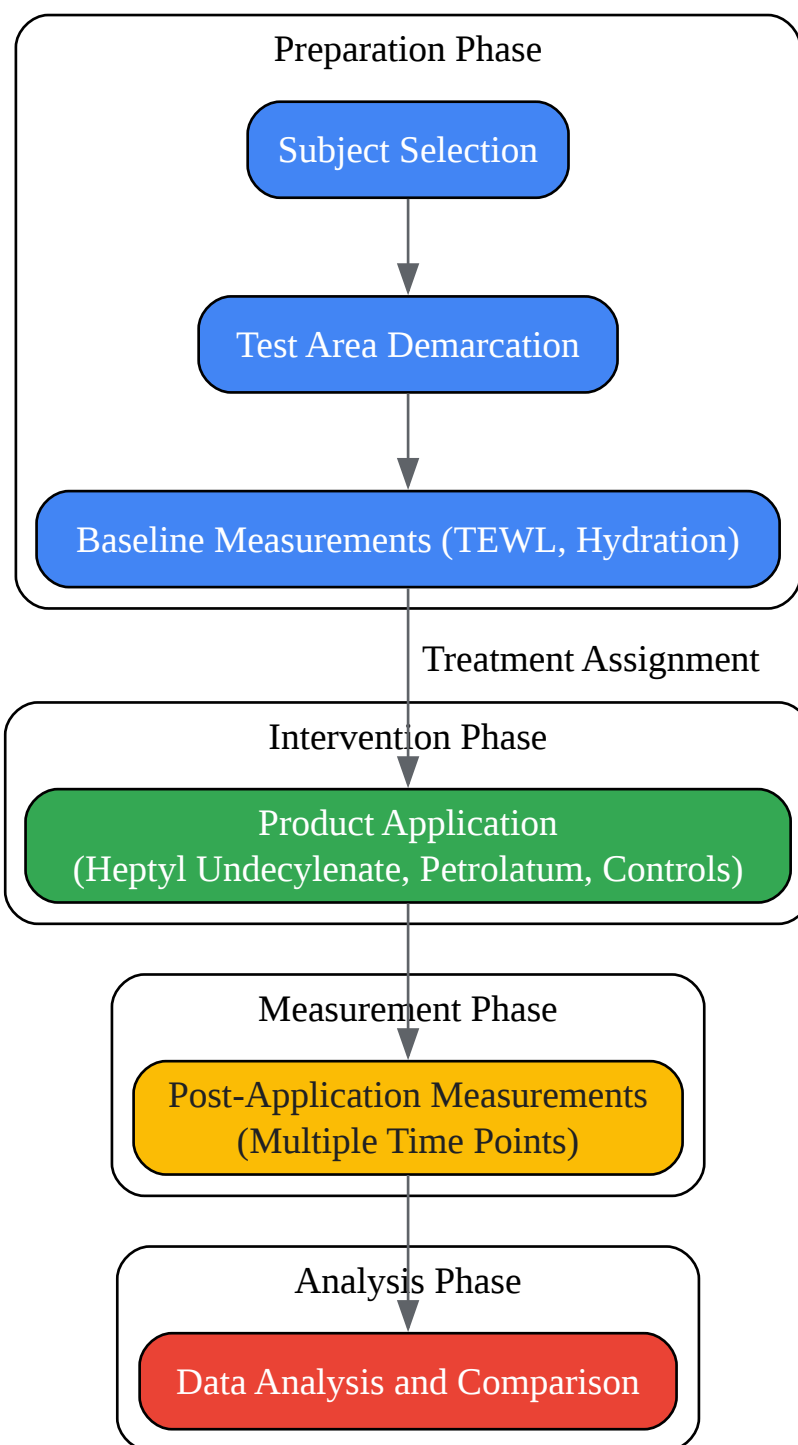 Preparation Phase
Subject Selection
Test Area Demarcation
Baseline Measurements (TEWL, Hydration)
Treatment Assignment
Intervention Phase
Product Application
(Heptyl Undecylenate, Petrolatum, Controls)
Measurement Phase
Post-Application Measurements
(Multiple Time Points)
Analysis Phase
Data Analysis and Comparison